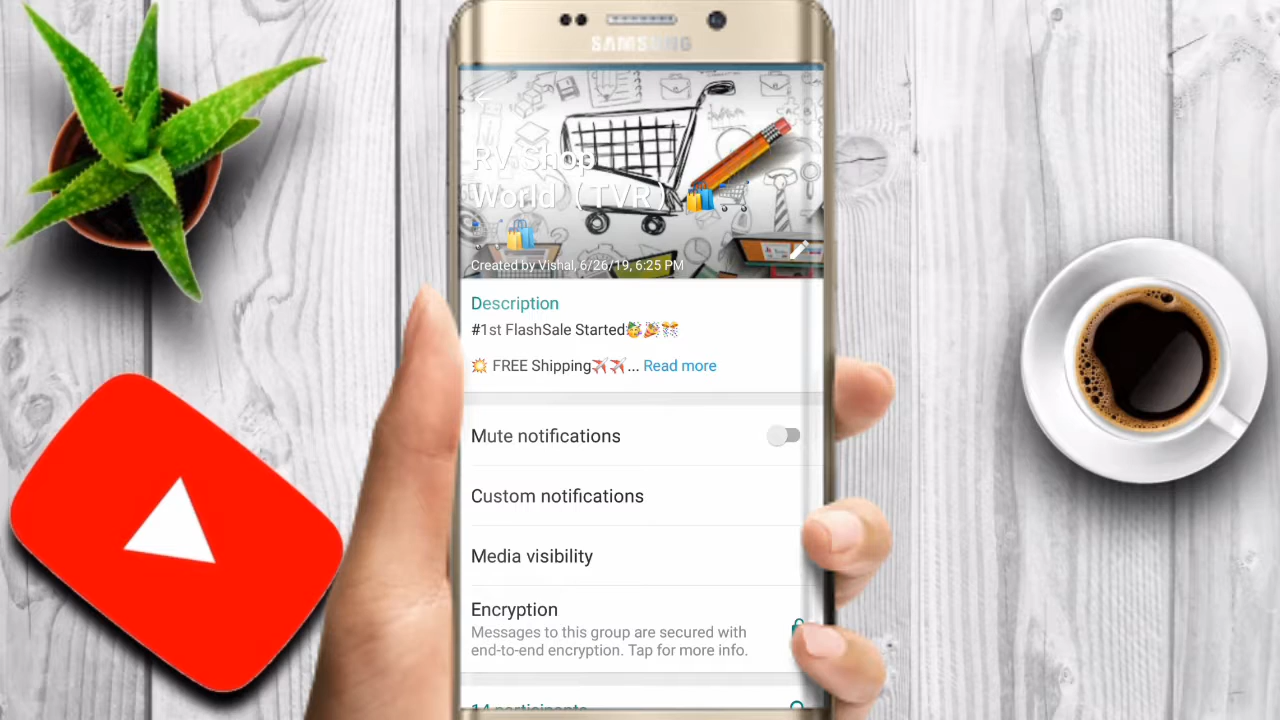 SAMSUNG
RV Shop
World (TVR) 🛍️
🛍️
Created by Vishal, 6/26/19, 6:25 PM
Description
#1st FlashSale Started🥳🎉🎊
💥 FREE Shipping✈️✈️... Read more
Mute notifications
Custom notifications
Media visibility
Encryption
Messages to this group are secured with
end-to-end encryption. Tap for more info.
14 participants